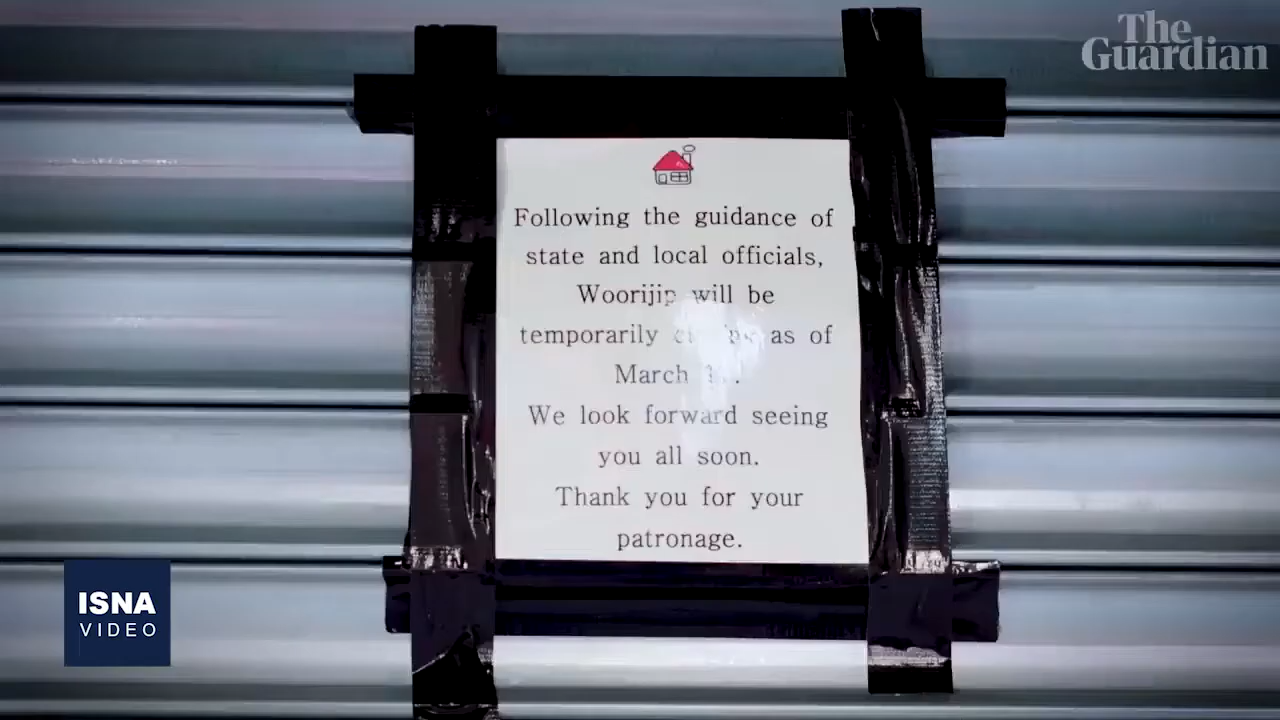 The
Guardian
Following the guidance of
state and local officials,
Woorijip will be
temporarily as of
March
We look forward seeing
you all soon.
Thank you for your
patronage.
ISNA
VIDEO